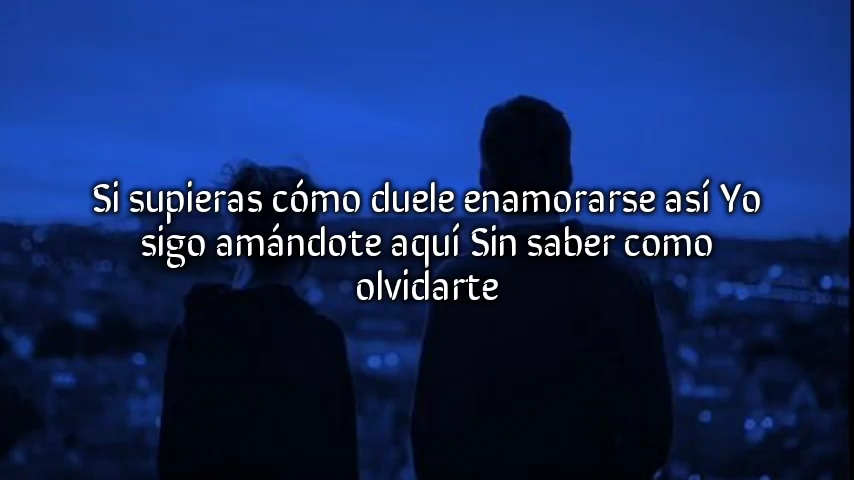 Si supieras cómo duele enamorarse así Yo
sigo amándote aquí Sin saber como
olvidarte